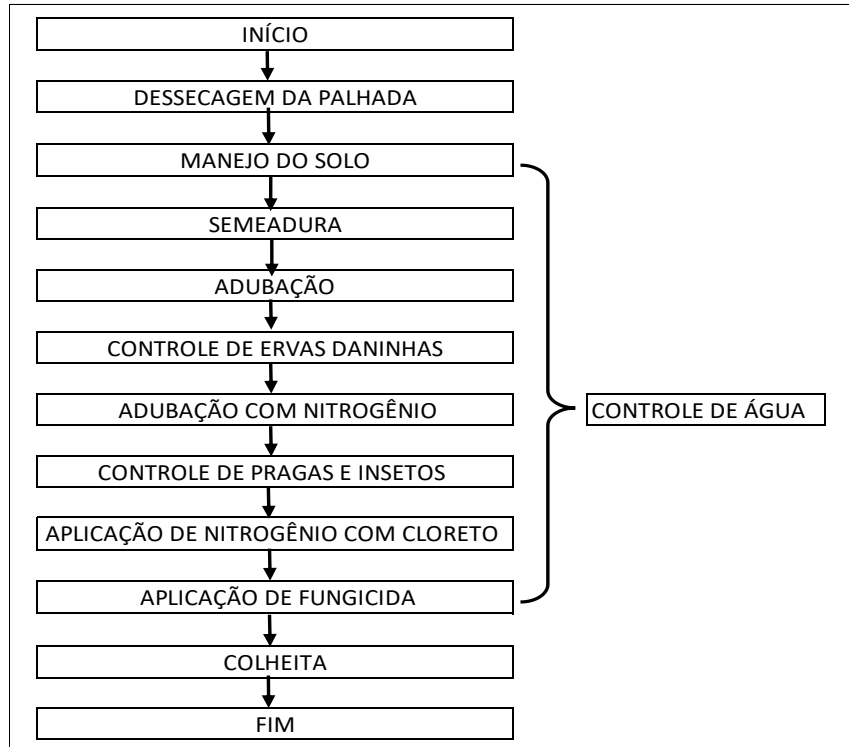 INÍCIO
DESSECAGEM DA PALHADA
MANEJO DO SOLO
SEMEADURA
ADUBAÇÃO
CONTROLE DE ERVAS DANINHAS
ADUBAÇÃO COM NITROGÊNIO
CONTROLE DE ÁGUA
CONTROLE DE PRAGAS E INSETOS
APLICAÇÃO DE NITROGÊNIO COM CLORETO
APLICAÇÃO DE FUNGICIDA
COLHEITA
FIM